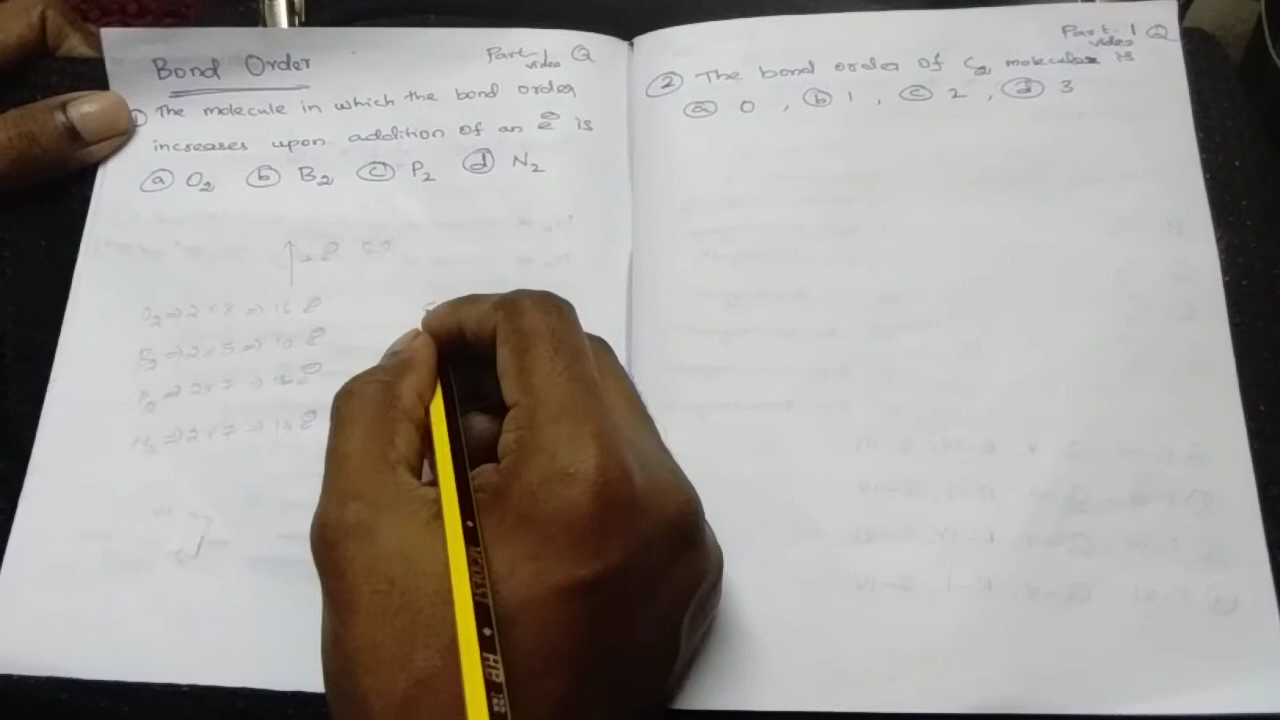 Bond Order
Part video Q
① The molecule in which the bond order
increases upon addition of an e⊖ is
ⓐ O₂ ⓑ B₂ ⓒ P₂ ⓓ N₂
O₂ ⇒ 2×8 ⇒ 16 e⊖
B₂ ⇒ 2×5 ⇒ 10 e⊖
N₂ ⇒ 2×7 ⇒ 14 e⊖
Part-1 Q
video
② The bond order of C₂ molecule is
ⓐ 0 , ⓑ 1 , ⓒ 2 , ⓓ 3
MODEST HB